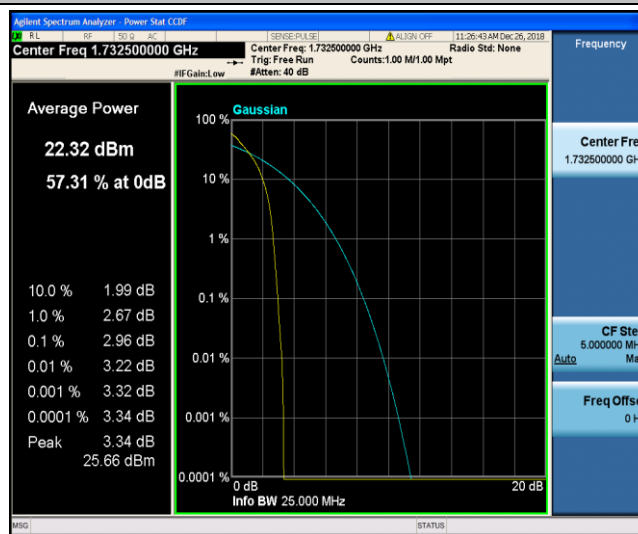 Agilent Spectrum Analyzer - Power Stat CCDF
RL RF 50 Ω AC SENSE:PULSE ALIGN OFF 11:26:43 AM Dec 26, 2018
Center Freq 1.732500000 GHz Center Freq: 1.732500000 GHz Radio Std: None
Trig: Free Run Counts:1.00 M/1.00 Mpt
#IFGain:Low #Atten: 40 dB
Frequency
Average Power
22.32 dBm
57.31 % at 0dB
10.0 % 1.99 dB
1.0 % 2.67 dB
0.1 % 2.96 dB
0.01 % 3.22 dB
0.001 % 3.32 dB
0.0001 % 3.34 dB
Peak 3.34 dB
25.66 dBm
Gaussian
100 %
10 %
1 %
0.1 %
0.01 %
0.001 %
0.0001 %
0 dB 20 dB
Info BW 25.000 MHz
Center Fre
1.732500000 GH
CF Ste
5.000000 MH
Auto Ma
Freq Offse
0 H
MSG STATUS